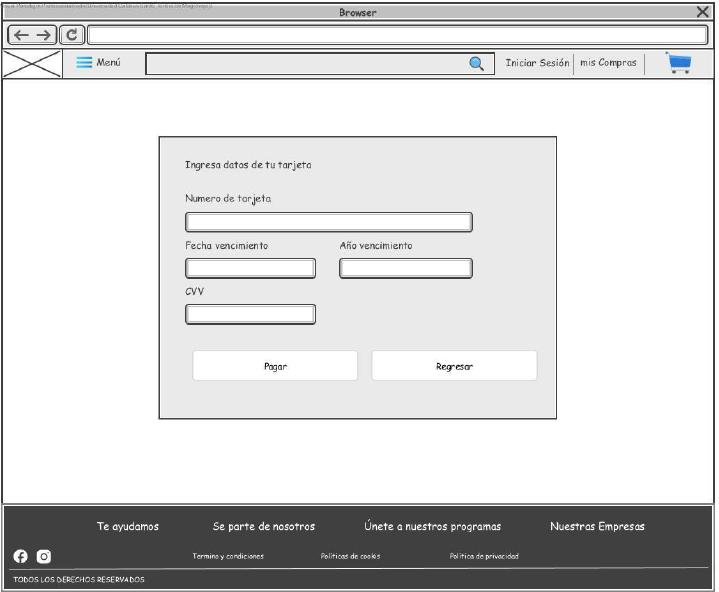 Browser
Menú
Iniciar Sesión
mis Compras
Ingresa datos de tu tarjeta
Numero de tarjeta
Fecha vencimiento Año vencimiento
CVV
Pagar Regresar
Te ayudamos Se parte de nosotros Únete a nuestros programas Nuestras Empresas
Termino y condiciones Politicas de cookis Politica de privacidad
TODOS LOS DERECHOS RESERVADOS